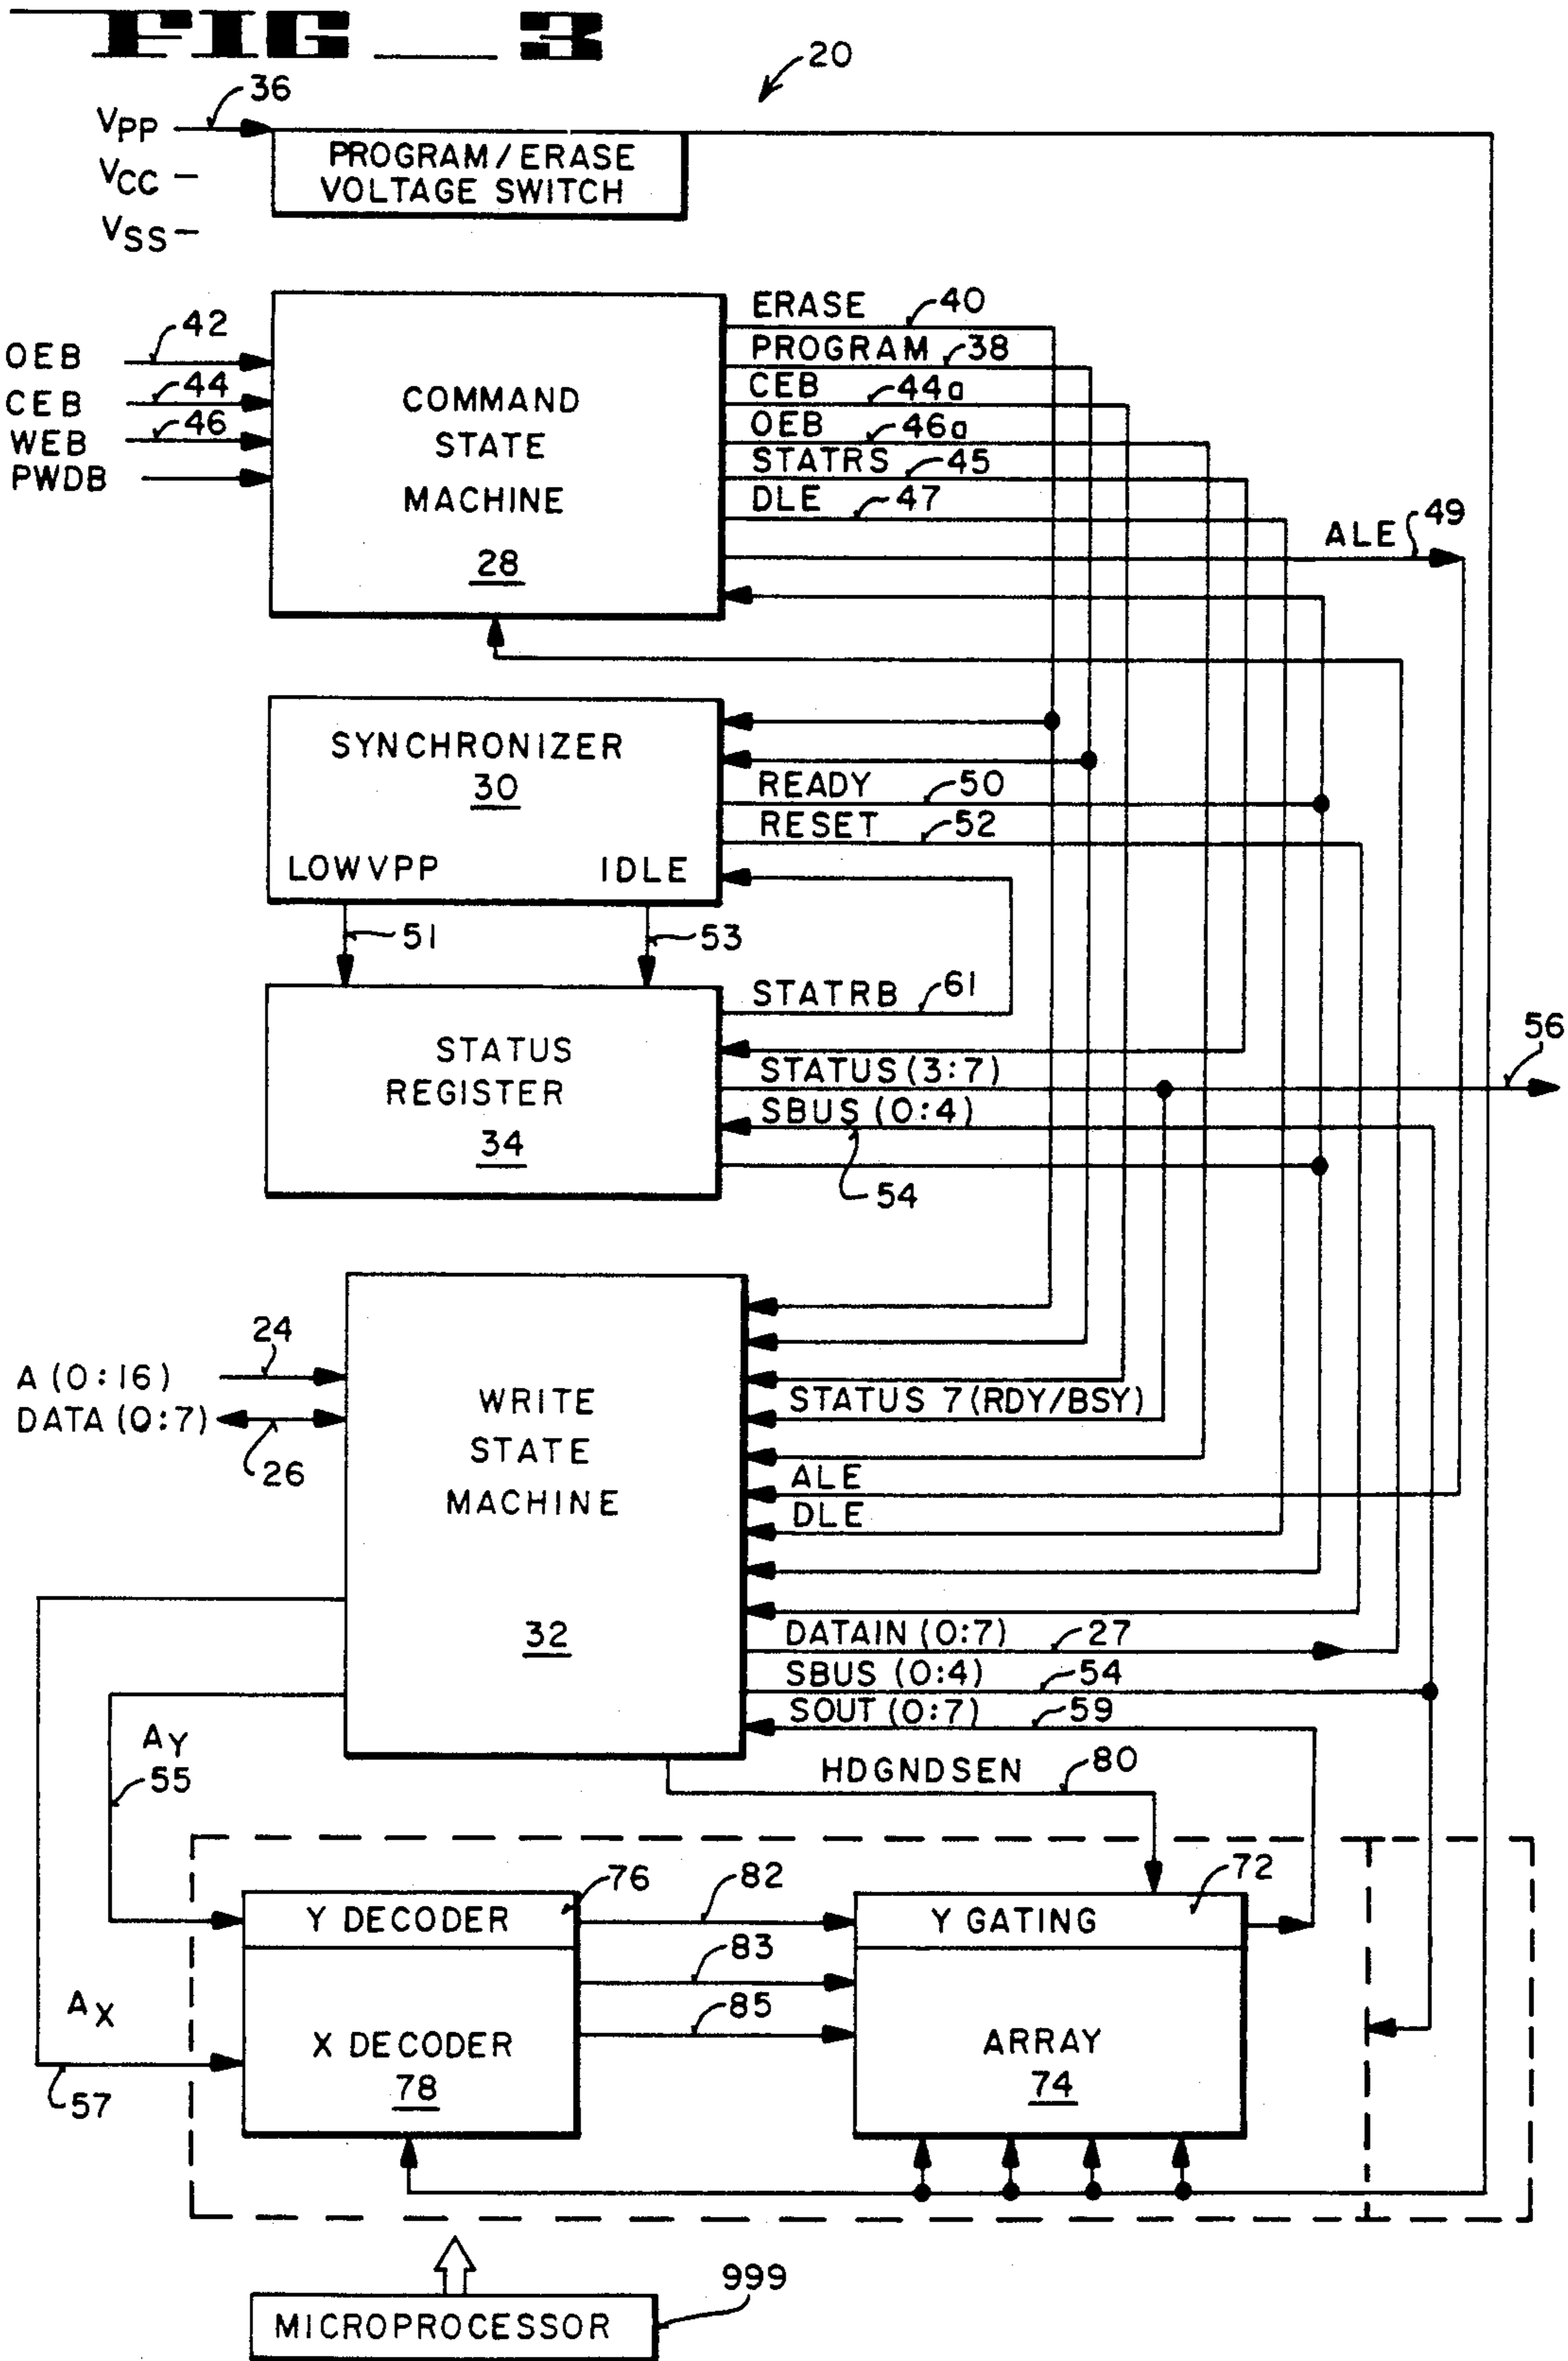 FIG_3
20
36
VPP
VCC
VSS
PROGRAM/ERASE
VOLTAGE SWITCH
OEB
42
CEB
44
WEB
46
PWDB
COMMAND
STATE
MACHINE
28
ERASE 40
PROGRAM 38
CEB 44a
OEB 46a
STATRS 45
DLE 47
ALE 49
SYNCHRONIZER
30
LOWVPP IDLE
READY 50
RESET 52
51 53
STATRB 61
STATUS
REGISTER
34
STATUS (3:7)
56
SBUS (0:4)
54
A (0:16)
24
DATA (0:7)
26
WRITE
STATE
MACHINE
32
STATUS 7 (RDY/BSY)
ALE
DLE
DATAIN (0:7) 27
SBUS (0:4) 54
SOUT (0:7) 59
HDGNDSEN 80
AY
55
AX
57
Y DECODER
76
X DECODER
78
82
83
85
Y GATING
72
ARRAY
74
MICROPROCESSOR
999